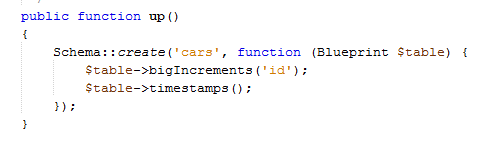 public function up()
{
    Schema::create('cars', function (Blueprint $table) {
        $table->bigIncrements('id');
        $table->timestamps();
    });
}